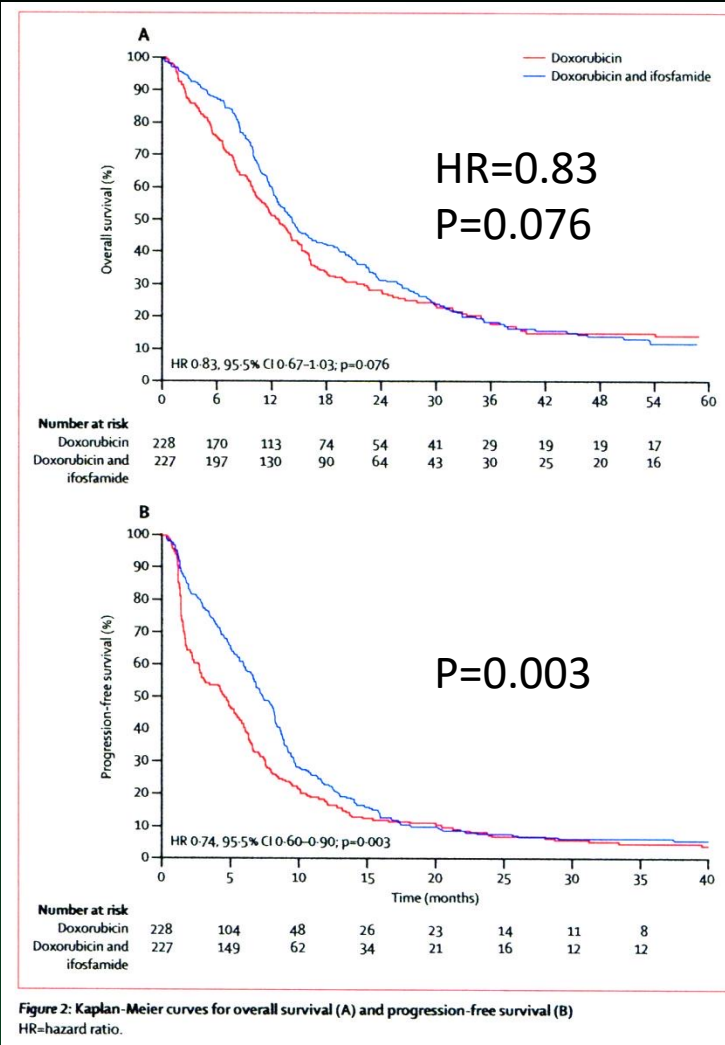 A
Doxorubicin
Doxorubicin and ifosfamide
Overall survival (%)
100
90
80
70
60
50
40
30
20
10
0
HR=0.83
P=0.076
HR 0·83, 95·5% CI 0·67–1·03; p=0·076
0 6 12 18 24 30 36 42 48 54 60
Number at risk
Doxorubicin 228 170 113 74 54 41 29 19 19 17
Doxorubicin and 227 197 130 90 64 43 30 25 20 16
ifosfamide
B
Progression-free survival (%)
100
90
80
70
60
50
40
30
20
10
0
P=0.003
HR 0·74, 95·5% CI 0·60–0·90; p=0·003
0 5 10 15 20 25 30 35 40
Time (months)
Number at risk
Doxorubicin 228 104 48 26 23 14 11 8
Doxorubicin and 227 149 62 34 21 16 12 12
ifosfamide
Figure 2: Kaplan-Meier curves for overall survival (A) and progression-free survival (B)
HR=hazard ratio.